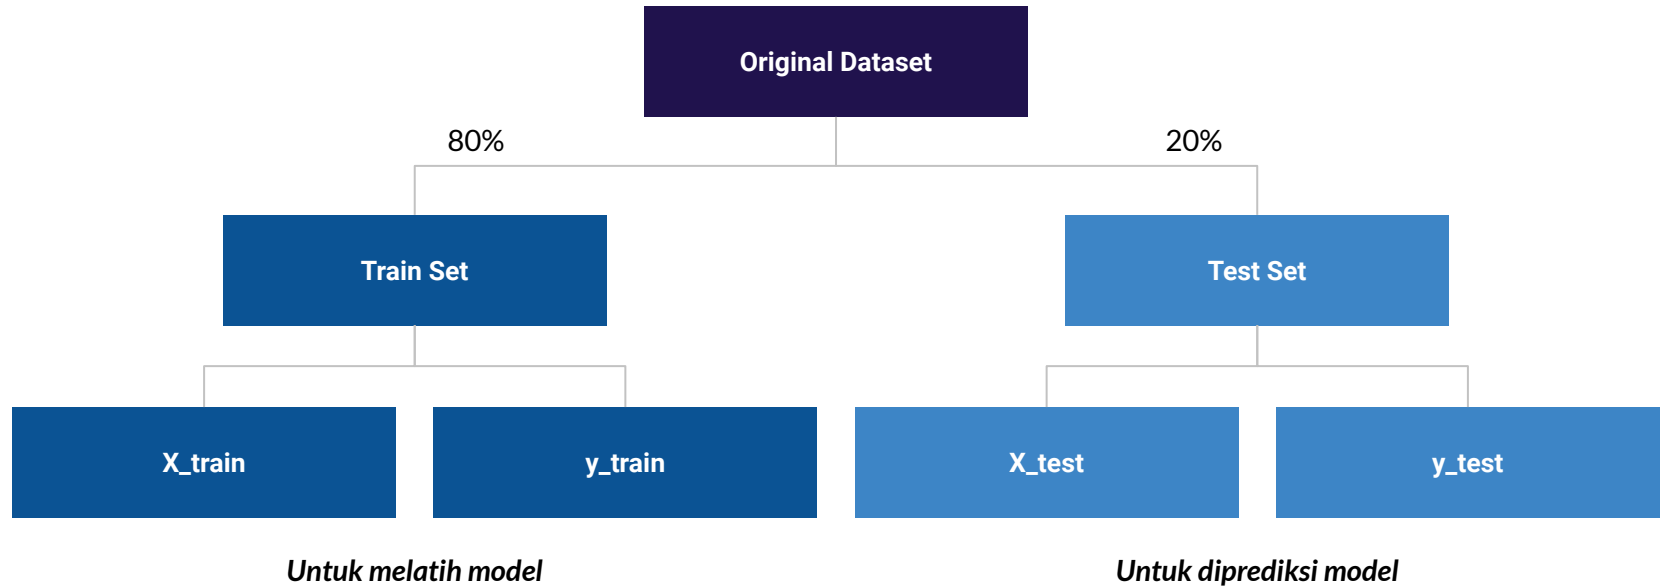 Original Dataset
80%
20%
Train Set
Test Set
X_train
y_train
X_test
y_test
Untuk melatih model
Untuk diprediksi model